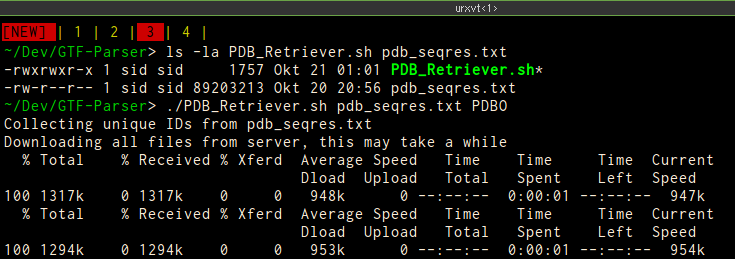 urxvt<1>
[NEW] | 1 | 2 | 3 | 4 |
~/Dev/GTF-Parser> ls -la PDB_Retriever.sh pdb_seqres.txt
-rwxrwxr-x 1 sid sid     1757 Okt 21 01:01 PDB_Retriever.sh*
-rw-r--r-- 1 sid sid 89203213 Okt 20 20:56 pdb_seqres.txt
~/Dev/GTF-Parser> ./PDB_Retriever.sh pdb_seqres.txt PDBO
Collecting unique IDs from pdb_seqres.txt
Downloading all files from server, this may take a while
  % Total    % Received % Xferd  Average Speed   Time    Time     Time  Current
                                 Dload  Upload   Total   Spent    Left  Speed
100 1317k    0 1317k    0     0   948k      0 --:--:--  0:00:01 --:--:--  947k
  % Total    % Received % Xferd  Average Speed   Time    Time     Time  Current
                                 Dload  Upload   Total   Spent    Left  Speed
100 1294k    0 1294k    0     0   953k      0 --:--:--  0:00:01 --:--:--  954k